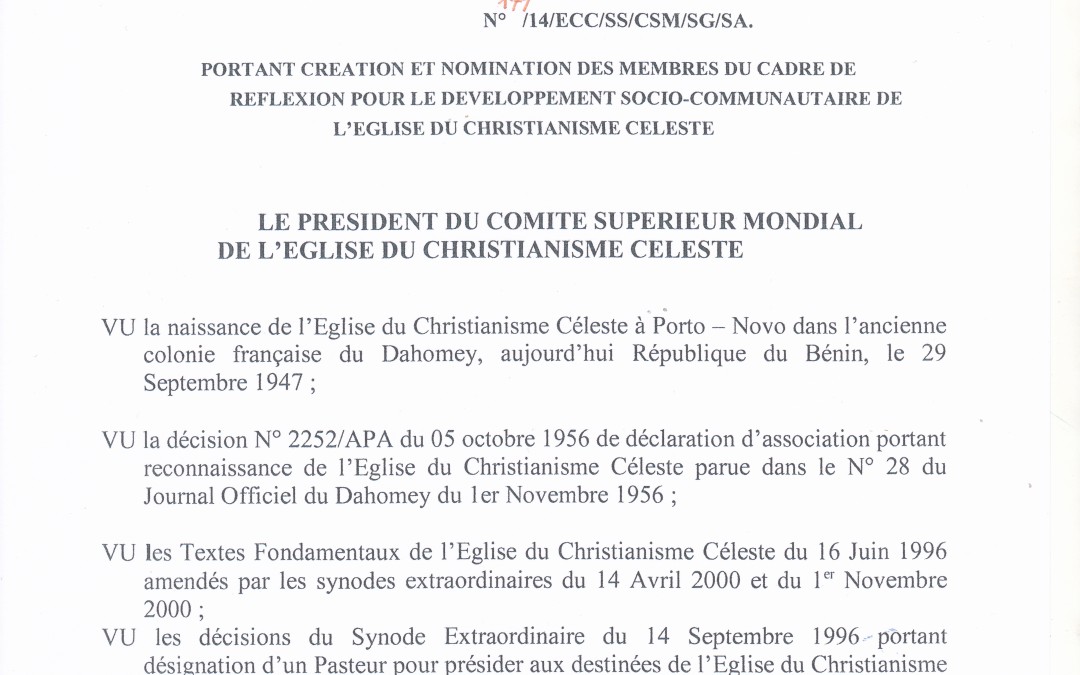 N° /14/ECC/SS/CSM/SG/SA.
PORTANT CREATION ET NOMINATION DES MEMBRES DU CADRE DE
REFLEXION POUR LE DEVELOPPEMENT SOCIO-COMMUNAUTAIRE DE
L'EGLISE DU CHRISTIANISME CELESTE
LE PRESIDENT DU COMITE SUPERIEUR MONDIAL
DE L'EGLISE DU CHRISTIANISME CELESTE
VU la naissance de l'Eglise du Christianisme Céleste à Porto – Novo dans l'ancienne
colonie française du Dahomey, aujourd'hui République du Bénin, le 29
Septembre 1947 ;
VU la décision N° 2252/APA du 05 octobre 1956 de déclaration d'association portant
reconnaissance de l'Eglise du Christianisme Céleste parue dans le N° 28 du
Journal Officiel du Dahomey du 1er Novembre 1956 ;
VU les Textes Fondamentaux de l'Eglise du Christianisme Céleste du 16 Juin 1996
amendés par les synodes extraordinaires du 14 Avril 2000 et du 1er Novembre
2000 ;
VU les décisions du Synode Extraordinaire du 14 Septembre 1996 portant
désignation d'un Pasteur pour présider aux destinées de l'Eglise du Christianisme